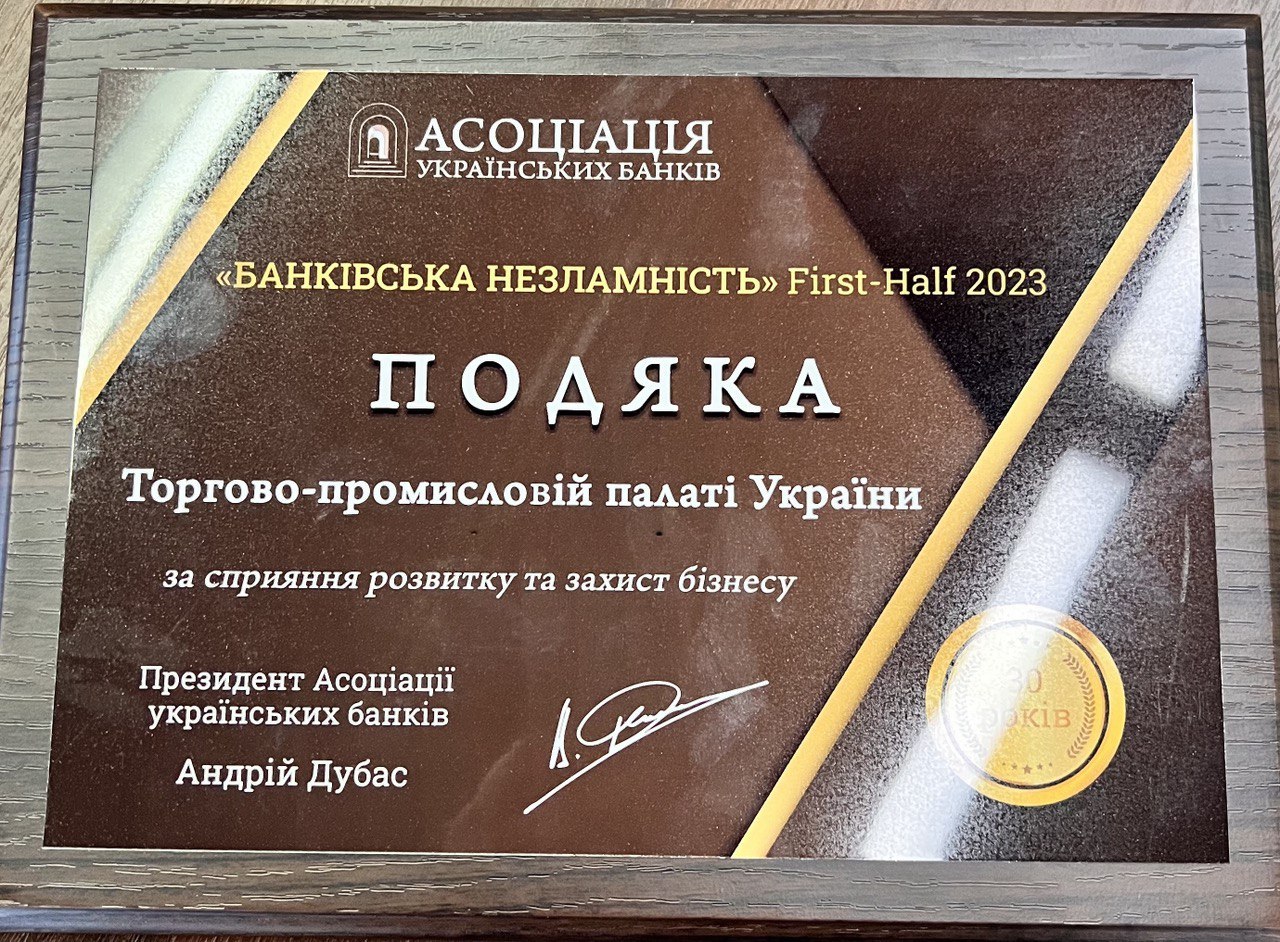 АСОЦІАЦІЯ
УКРАЇНСЬКИХ БАНКІВ
«БАНКІВСЬКА НЕЗЛАМНІСТЬ» First-Half 2023
ПОДЯКА
Торгово-промисловій палаті України
за сприяння розвитку та захист бізнесу
Президент Асоціації
українських банків
Андрій Дубас
30
років